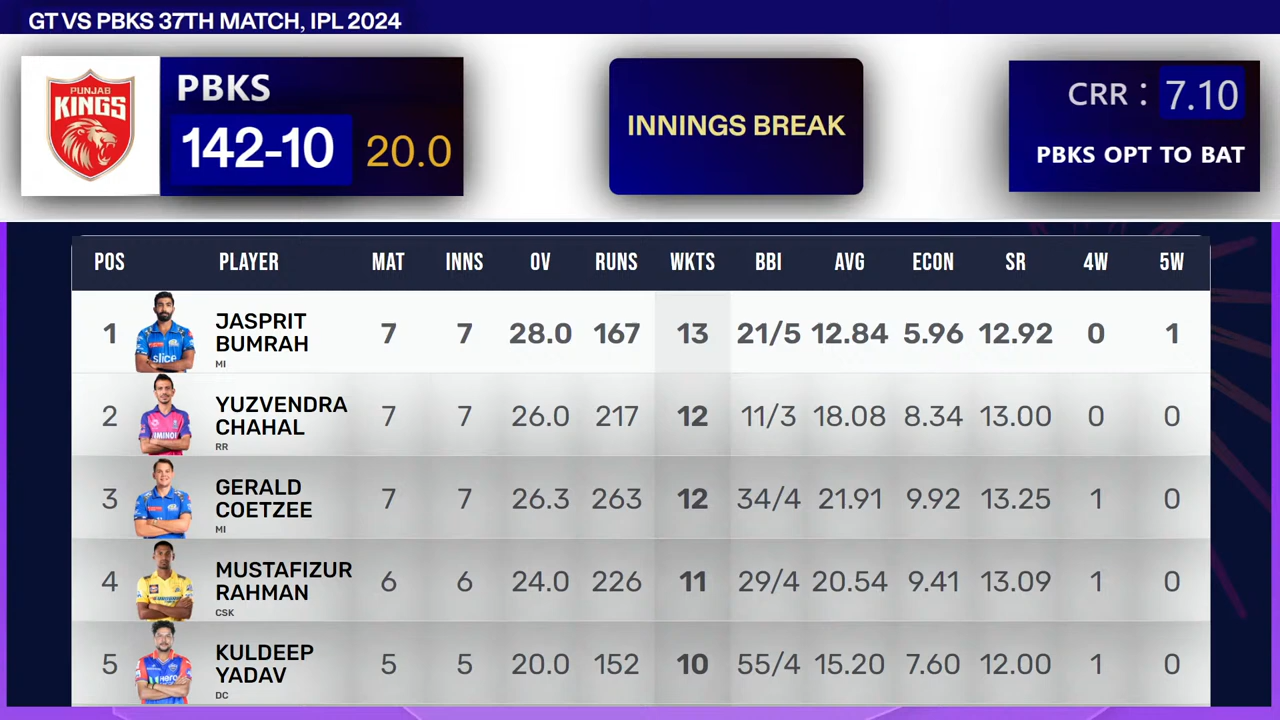 GT VS PBKS 37TH MATCH, IPL 2024
PUNJAB
KINGS
PBKS
142-10 20.0
INNINGS BREAK
CRR : 7.10
PBKS OPT TO BAT
POS PLAYER MAT INNS OV RUNS WKTS BBI AVG ECON SR 4W 5W
1 JASPRIT BUMRAH MI 7 7 28.0 167 13 21/5 12.84 5.96 12.92 0 1
slice
2 YUZVENDRA CHAHAL RR 7 7 26.0 217 12 11/3 18.08 8.34 13.00 0 0
3 GERALD COETZEE MI 7 7 26.3 263 12 34/4 21.91 9.92 13.25 1 0
4 MUSTAFIZUR RAHMAN CSK 6 6 24.0 226 11 29/4 20.54 9.41 13.09 1 0
5 KULDEEP YADAV DC 5 5 20.0 152 10 55/4 15.20 7.60 12.00 1 0